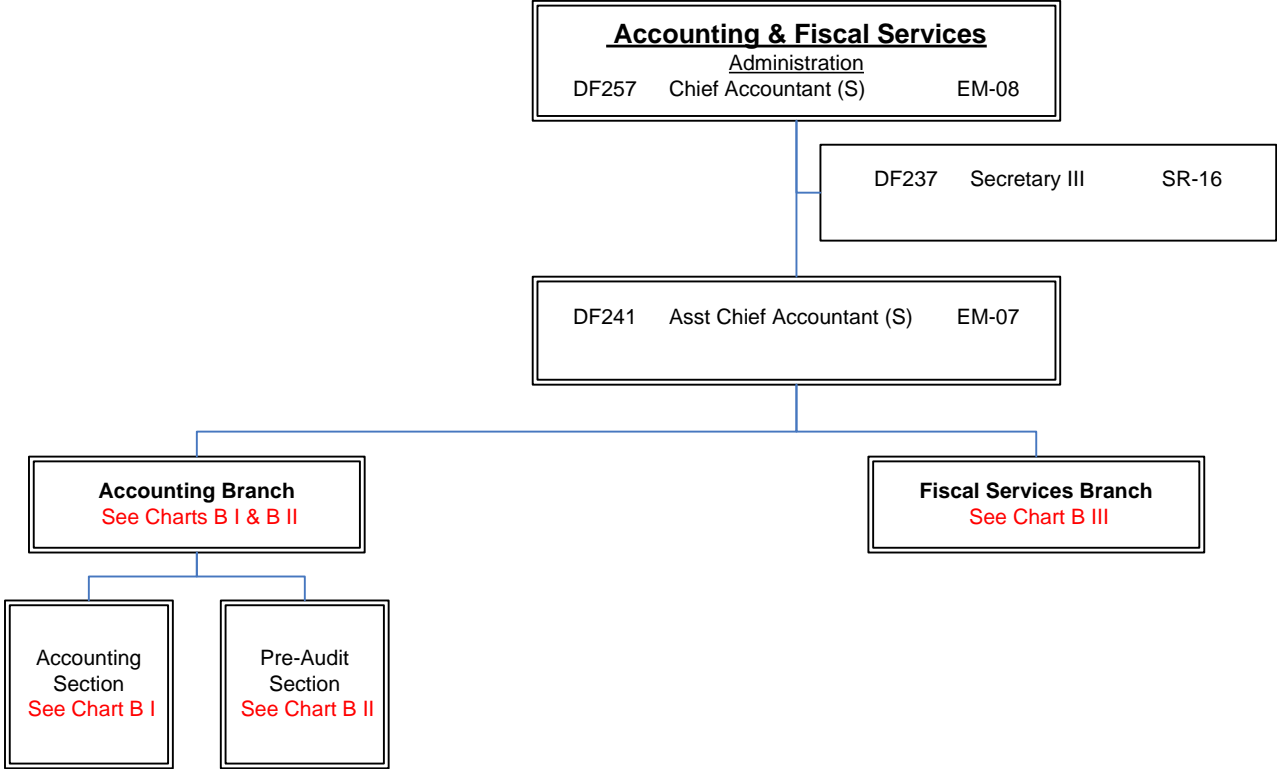 Accounting & Fiscal Services
Administration
DF257 Chief Accountant (S) EM-08
DF237 Secretary III SR-16
DF241 Asst Chief Accountant (S) EM-07
Accounting Branch
See Charts B I & B II
Fiscal Services Branch
See Chart B III
Accounting
Section
See Chart B I
Pre-Audit
Section
See Chart B II